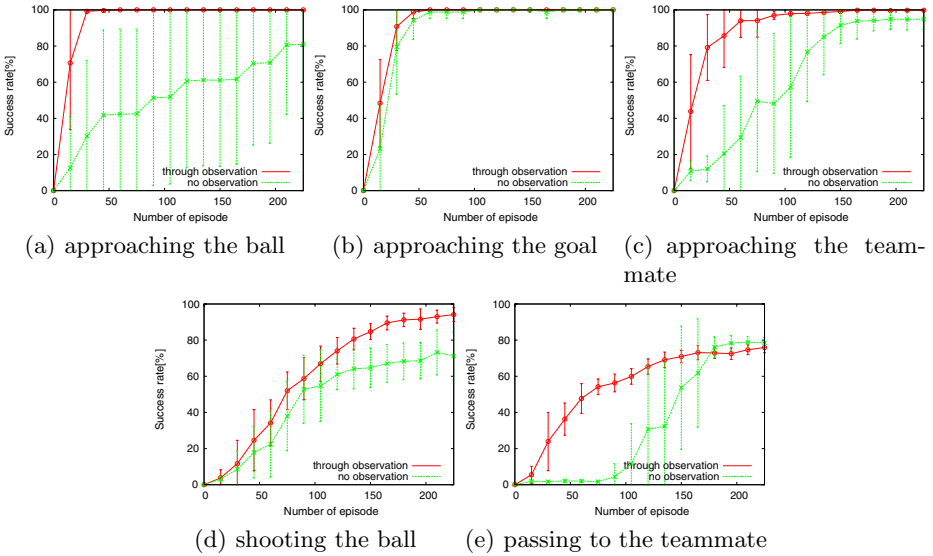 100
80
60
40
20
0
Success rate[%]
through observation
no observation
0 50 100 150 200
Number of episode
(a) approaching the ball
100
80
60
40
20
0
Success rate[%]
through observation
no observation
0 50 100 150 200
Number of episode
(b) approaching the goal
100
80
60
40
20
0
Success rate[%]
through observation
no observation
0 50 100 150 200
Number of episode
(c) approaching the team-
mate
100
80
60
40
20
0
Success rate[%]
through observation
no observation
0 50 100 150 200
Number of episode
(d) shooting the ball
100
80
60
40
20
0
Success rate[%]
through observation
no observation
0 50 100 150 200
Number of episode
(e) passing to the teammate